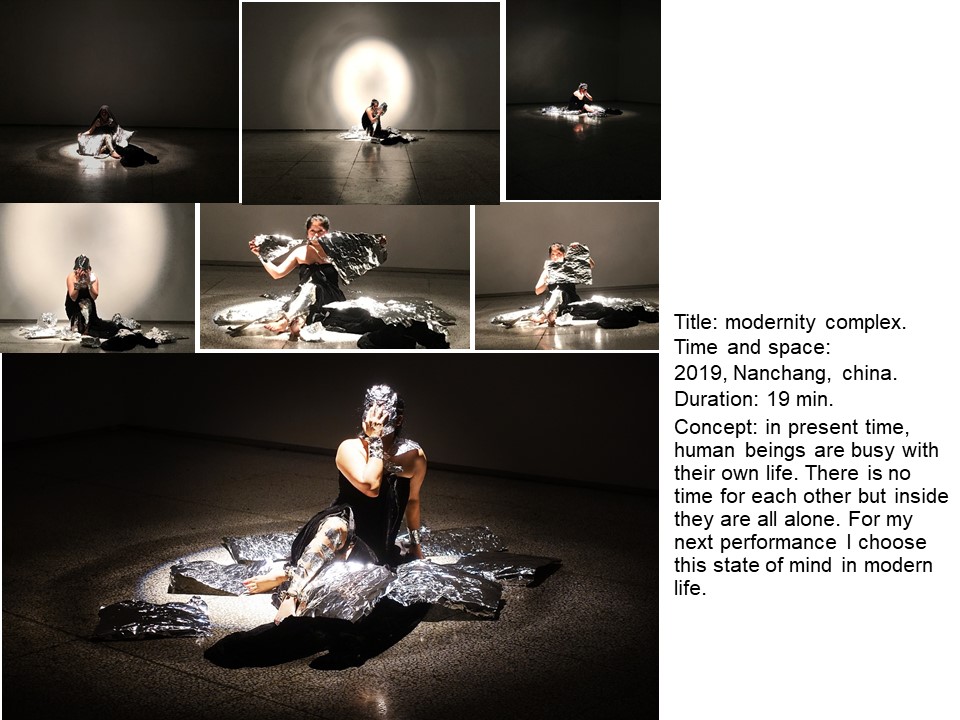 Title: modernity complex.
Time and space:
2019, Nanchang, china.
Duration: 19 min.
Concept: in present time,
human beings are busy with
their own life. There is no
time for each other but inside
they are all alone. For my
next performance I choose
this state of mind in modern
life.